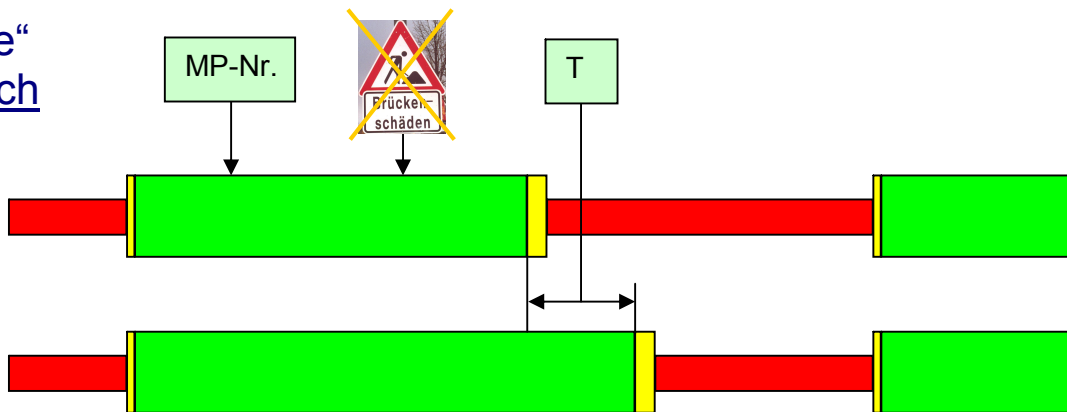 e“
ch
MP-Nr.
Brücken-
schäden
T